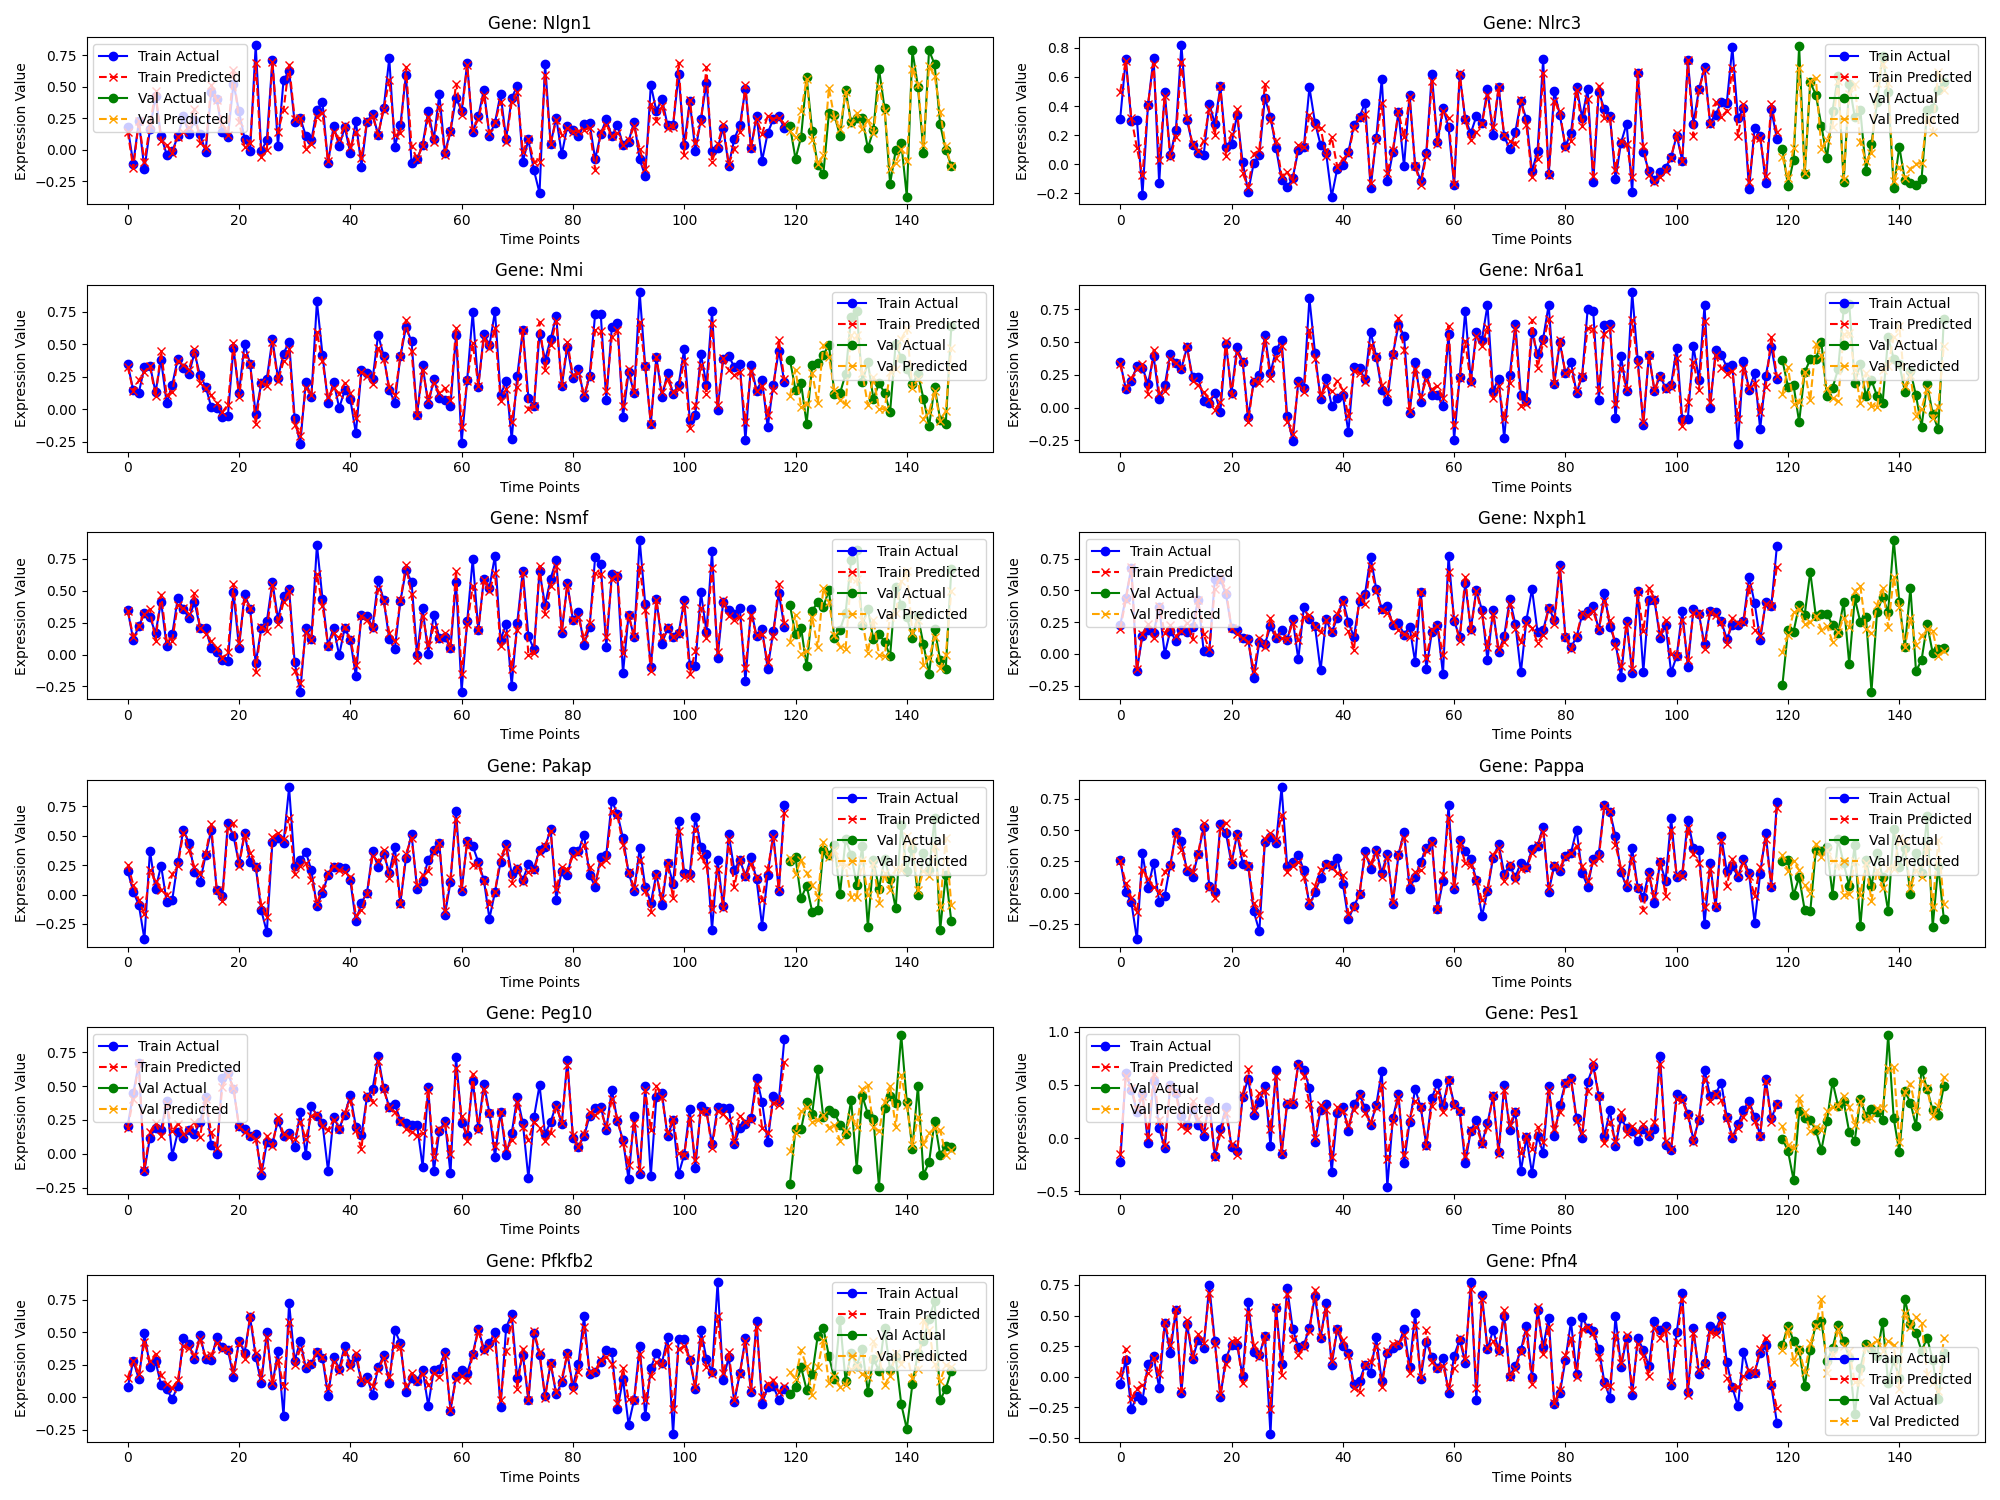 Gene: Nlgn1
Expression Value
0.75
0.50
0.25
0.00
−0.25
Train Actual
Train Predicted
Val Actual
Val Predicted
0 20 40 60 80 100 120 140
Time Points
Gene: Nlrc3
Expression Value
0.8
0.6
0.4
0.2
0.0
−0.2
Train Actual
Train Predicted
Val Actual
Val Predicted
0 20 40 60 80 100 120 140
Time Points
Gene: Nmi
Expression Value
0.75
0.50
0.25
0.00
−0.25
Train Actual
Train Predicted
Val Actual
Val Predicted
0 20 40 60 80 100 120 140
Time Points
Gene: Nr6a1
Expression Value
0.75
0.50
0.25
0.00
−0.25
Train Actual
Train Predicted
Val Actual
Val Predicted
0 20 40 60 80 100 120 140
Time Points
Gene: Nsmf
Expression Value
0.75
0.50
0.25
0.00
−0.25
Train Actual
Train Predicted
Val Actual
Val Predicted
0 20 40 60 80 100 120 140
Time Points
Gene: Nxph1
Expression Value
0.75
0.50
0.25
0.00
−0.25
Train Actual
Train Predicted
Val Actual
Val Predicted
0 20 40 60 80 100 120 140
Time Points
Gene: Pakap
Expression Value
0.75
0.50
0.25
0.00
−0.25
Train Actual
Train Predicted
Val Actual
Val Predicted
0 20 40 60 80 100 120 140
Time Points
Gene: Pappa
Expression Value
0.75
0.50
0.25
0.00
−0.25
Train Actual
Train Predicted
Val Actual
Val Predicted
0 20 40 60 80 100 120 140
Time Points
Gene: Peg10
Expression Value
0.75
0.50
0.25
0.00
−0.25
Train Actual
Train Predicted
Val Actual
Val Predicted
0 20 40 60 80 100 120 140
Time Points
Gene: Pes1
Expression Value
1.0
0.5
0.0
−0.5
Train Actual
Train Predicted
Val Actual
Val Predicted
0 20 40 60 80 100 120 140
Time Points
Gene: Pfkfb2
Expression Value
0.75
0.50
0.25
0.00
−0.25
Train Actual
Train Predicted
Val Actual
Val Predicted
0 20 40 60 80 100 120 140
Time Points
Gene: Pfn4
Expression Value
0.75
0.50
0.25
0.00
−0.25
−0.50
Train Actual
Train Predicted
Val Actual
Val Predicted
0 20 40 60 80 100 120 140
Time Points